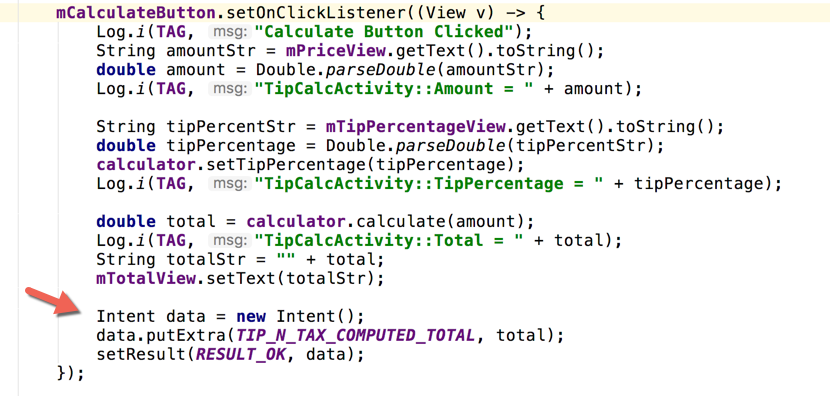 mCalculateButton.setOnClickListener((View v) -> {
Log.i(TAG, msg: "Calculate Button Clicked");
String amountStr = mPriceView.getText().toString();
double amount = Double.parseDouble(amountStr);
Log.i(TAG, msg: "TipCalcActivity::Amount = " + amount);
String tipPercentStr = mTipPercentageView.getText().toString();
double tipPercentage = Double.parseDouble(tipPercentStr);
calculator.setTipPercentage(tipPercentage);
Log.i(TAG, msg: "TipCalcActivity::TipPercentage = " + tipPercentage);
double total = calculator.calculate(amount);
Log.i(TAG, msg: "TipCalcActivity::Total = " + total);
String totalStr = "" + total;
mTotalView.setText(totalStr);
Intent data = new Intent();
data.putExtra(TIP_N_TAX_COMPUTED_TOTAL, total);
setResult(RESULT_OK, data);
});